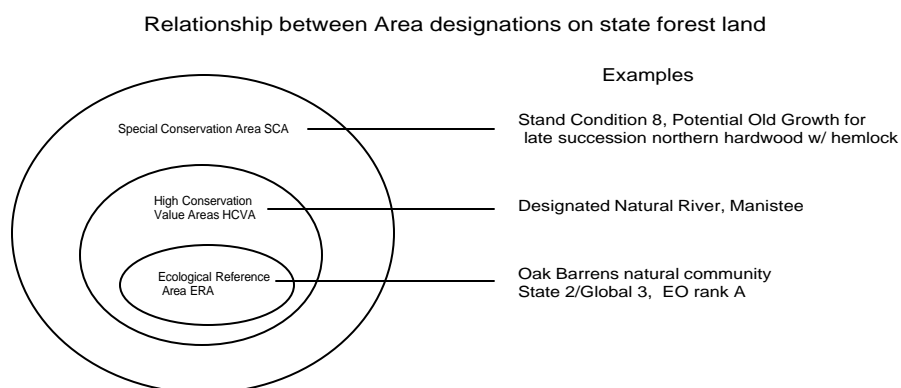 Relationship between Area designations on state forest land
Examples
Special Conservation Area SCA
Stand Condition 8, Potential Old Growth for
late succession northern hardwood w/ hemlock
High Conservation
Value Areas HCVA
Designated Natural River, Manistee
Ecological Reference
Area ERA
Oak Barrens natural community
State 2/Global 3, EO rank A